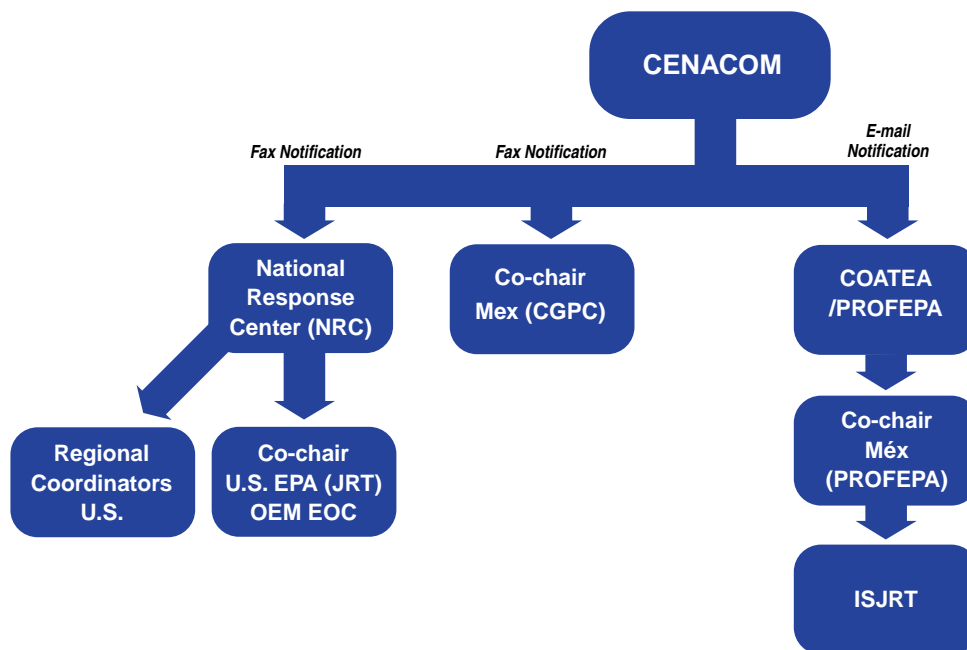 CENACOM
Fax Notification
Fax Notification
E-mail
Notification
National
Response
Center (NRC)
Co-chair
Mex (CGPC)
COATEA
/PROFEPA
Regional
Coordinators
U.S.
Co-chair
U.S. EPA (JRT)
OEM EOC
Co-chair
Méx
(PROFEPA)
ISJRT